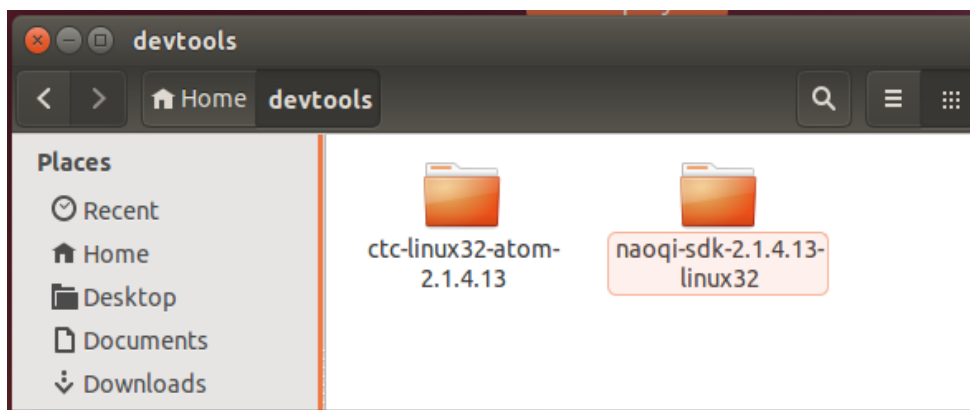 devtools
Home devtools
Places
Recent
Home
Desktop
Documents
Downloads
ctc-linux32-atom-
2.1.4.13
naoqi-sdk-2.1.4.13-
linux32